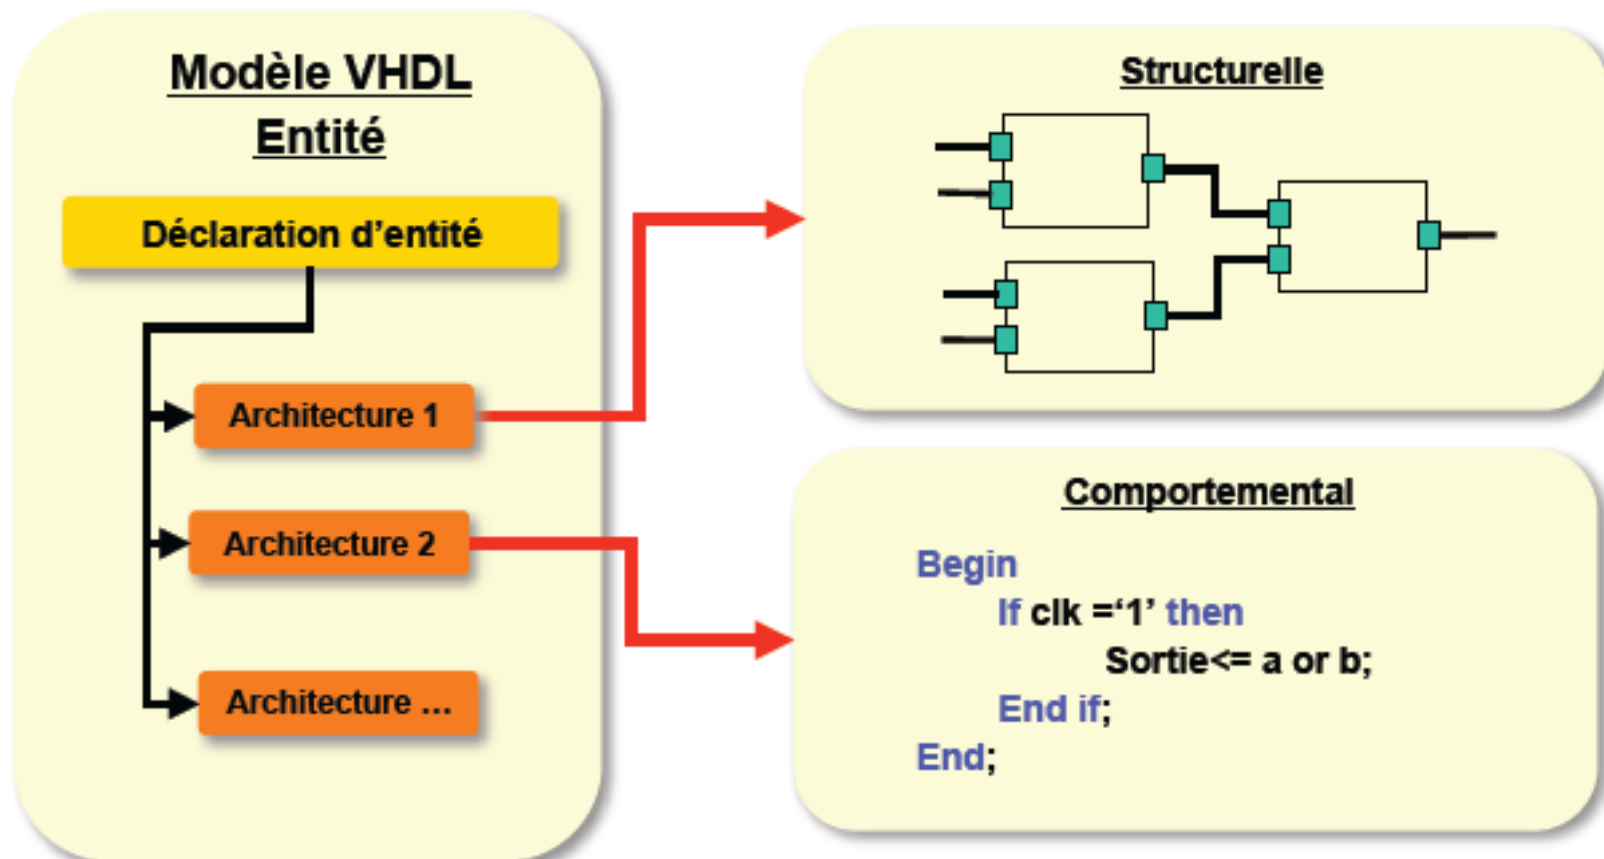 Modèle VHDL
Entité
Déclaration d'entité
Architecture 1
Architecture 2
Architecture ...
Structurelle
Comportemental
Begin
If clk =‘1’ then
Sortie<= a or b;
End if;
End;